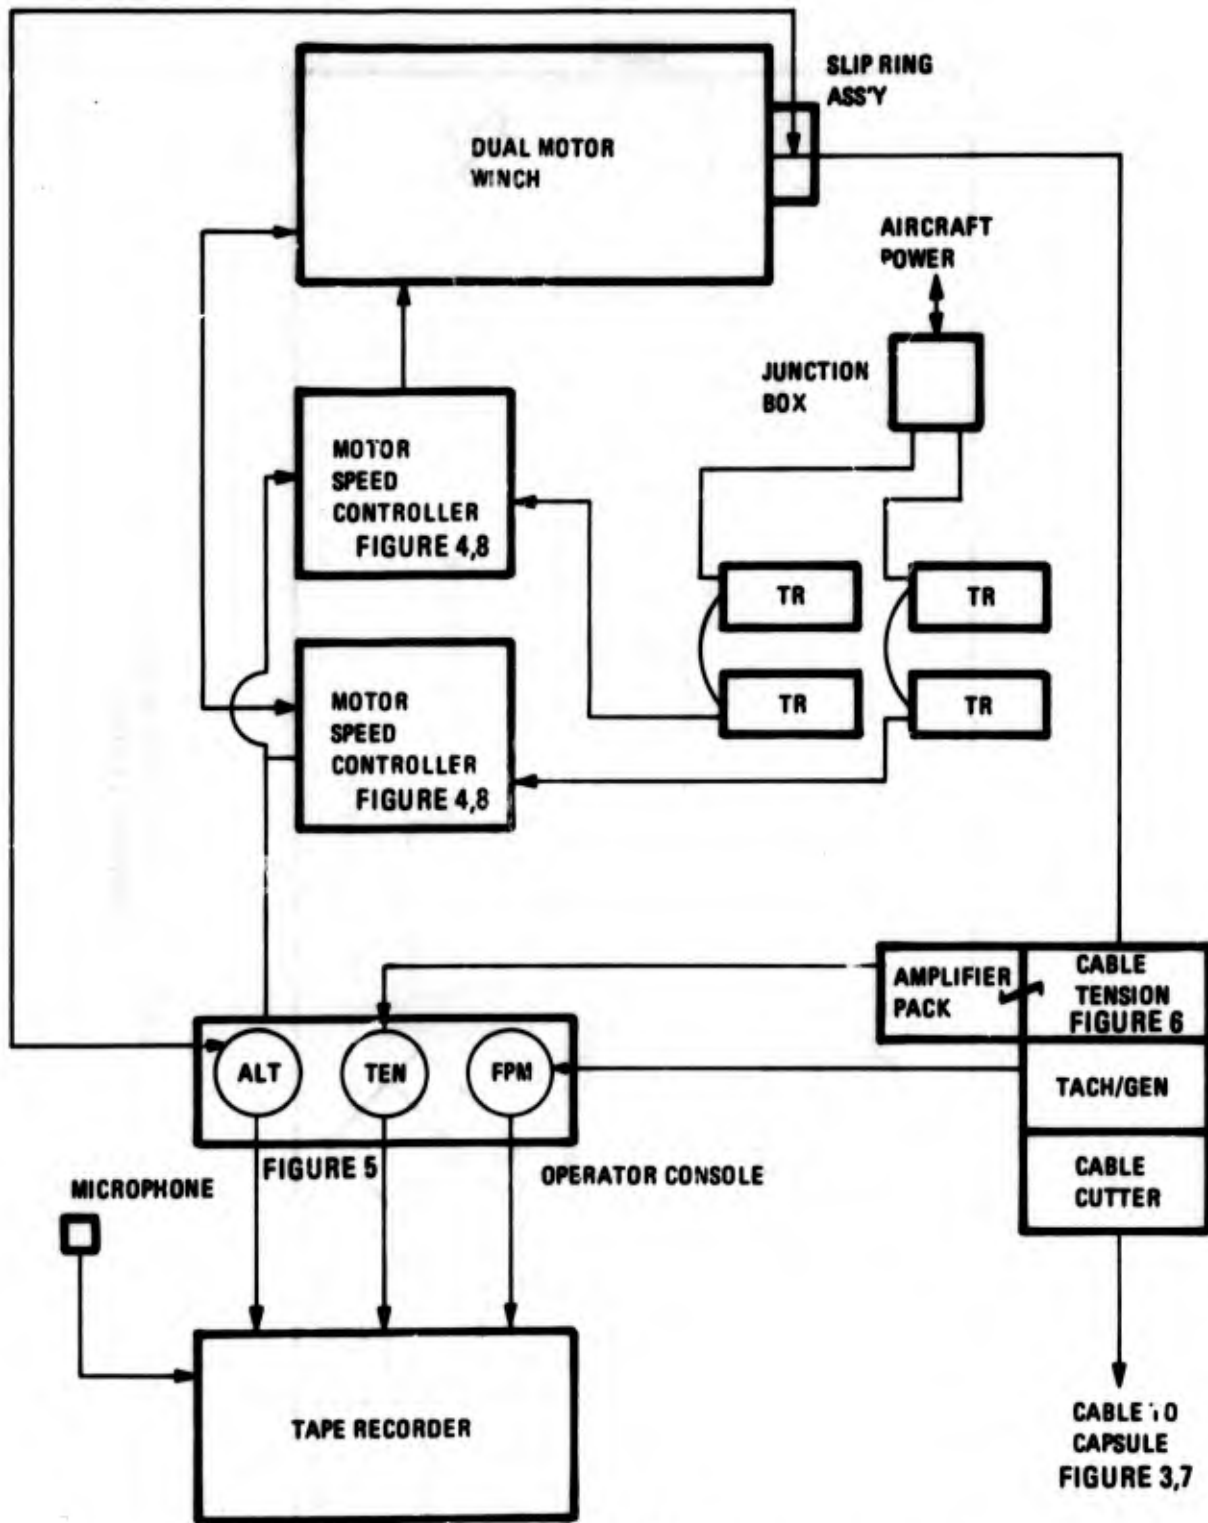 SLIP RING
ASS'Y
DUAL MOTOR
WINCH
AIRCRAFT
POWER
JUNCTION
BOX
MOTOR
SPEED
CONTROLLER
FIGURE 4,8
TR
TR
TR
TR
MOTOR
SPEED
CONTROLLER
FIGURE 4,8
AMPLIFIER
PACK
CABLE
TENSION
FIGURE 6
ALT
TEN
FPM
TACH/GEN
FIGURE 5
OPERATOR CONSOLE
CABLE
CUTTER
MICROPHONE
TAPE RECORDER
CABLE TO
CAPSULE
FIGURE 3,7